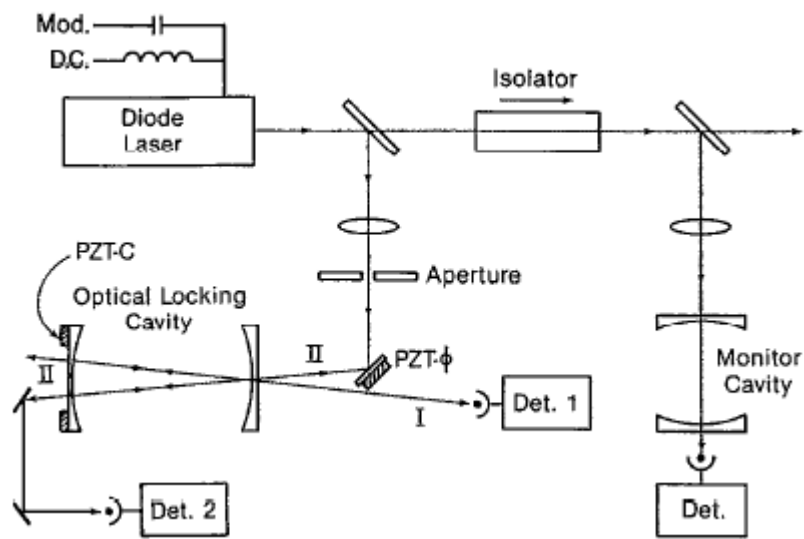 Mod.
D.C.
Diode
Laser
Isolator
PZT-C
Optical Locking
Cavity
Aperture
II
II
PZT-ϕ
I
Det. 1
Det. 2
Monitor
Cavity
Det.